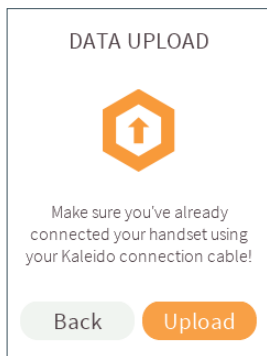 DATA UPLOAD
Make sure you've already
connected your handset using
your Kaleido connection cable!
Back
Upload